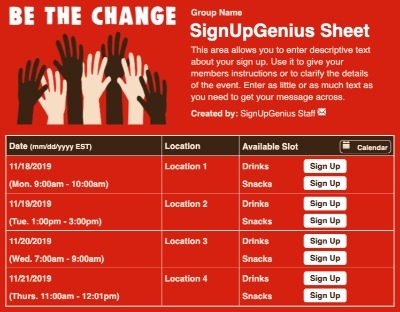 BE THE CHANGE
Group Name
SignUpGenius Sheet
This area allows you to enter descriptive text
about your sign up. Use it to give your
members instructions or to clarify the details
of the event. Enter as little or as much text as
you need to get your message across.
Created by: SignUpGenius Staff
Date (mm/dd/yyyy EST) Location Available Slot Calendar
11/18/2019 Location 1 Drinks Sign Up
(Mon. 9:00am - 10:00am) Snacks Sign Up
11/19/2019 Location 2 Drinks Sign Up
(Tue. 1:00pm - 3:00pm) Snacks Sign Up
11/20/2019 Location 3 Drinks Sign Up
(Wed. 7:00am - 9:00am) Snacks Sign Up
11/21/2019 Location 4 Drinks Sign Up
(Thurs. 11:00am - 12:01pm) Snacks Sign Up